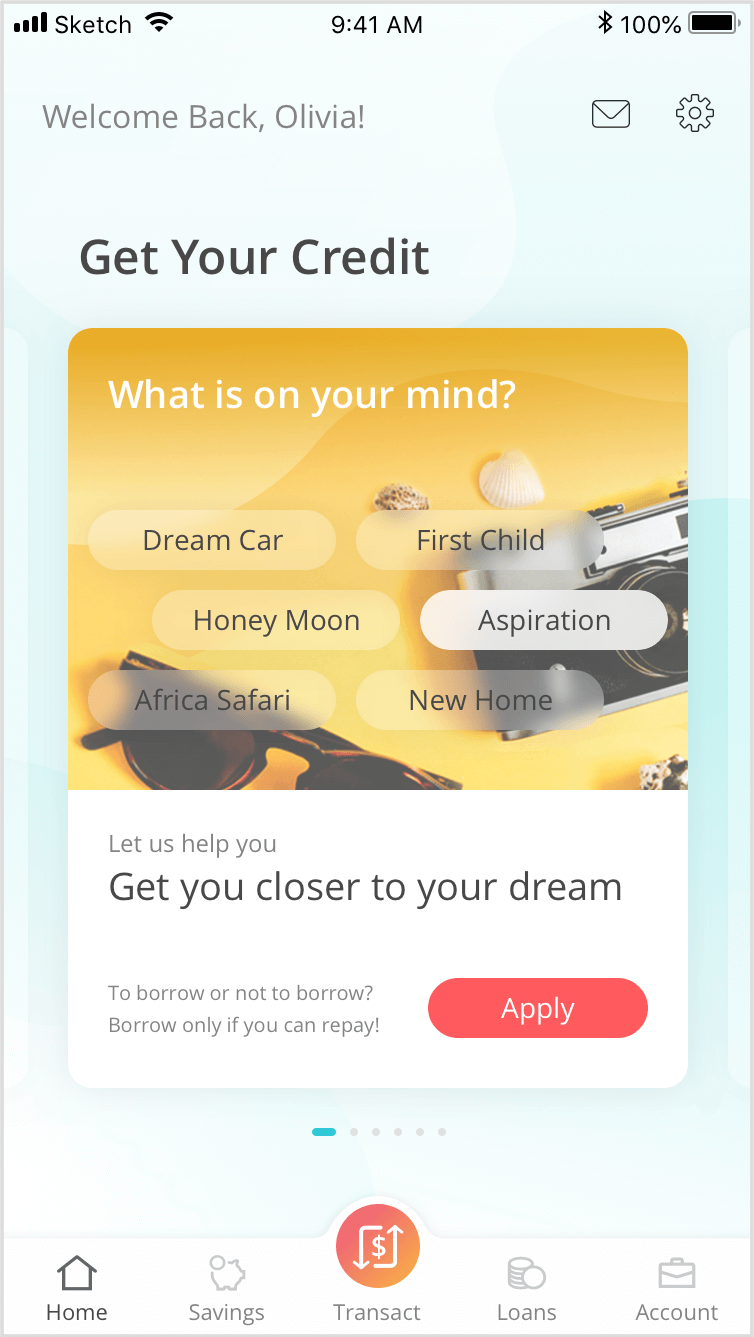 Sketch 9:41 AM 100%
Welcome Back, Olivia!
Get Your Credit
What is on your mind?
Dream Car First Child
Honey Moon Aspiration
Africa Safari New Home
Let us help you
Get you closer to your dream
To borrow or not to borrow?
Borrow only if you can repay!
Apply
$
Home Savings Transact Loans Account